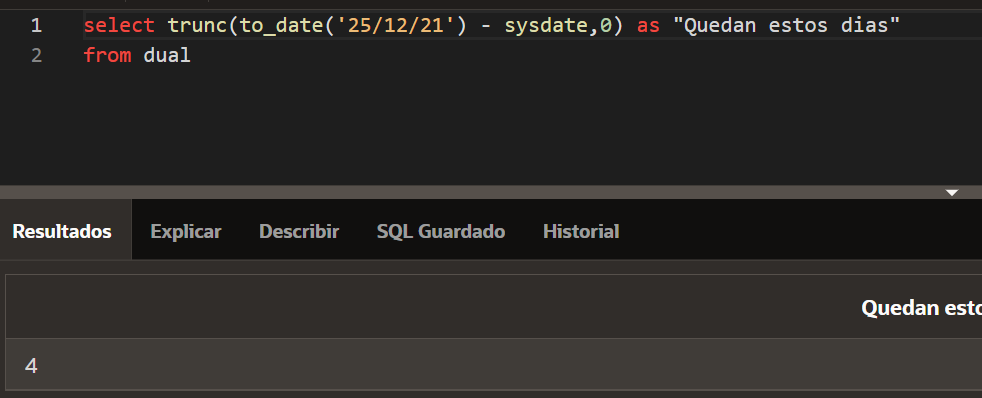 1 select trunc(to_date('25/12/21') - sysdate,0) as "Quedan estos dias"
2 from dual
Resultados Explicar Describir SQL Guardado Historial
Quedan esto
4